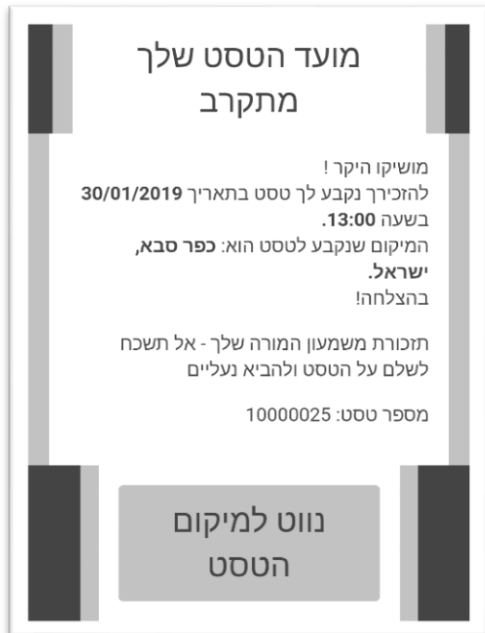 מועד הטסט שלך
מתקרב
מושיקו היקר !
להזכירך נקבע לך טסט בתאריך 30/01/2019
בשעה 13:00.
המיקום שנקבע לטסט הוא: כפר סבא,
ישראל.
בהצלחה!
תזכורת משמעון המורה שלך - אל תשכח
לשלם על הטסט ולהביא נעליים
מספר טסט: 10000025
נווט למיקום
הטסט